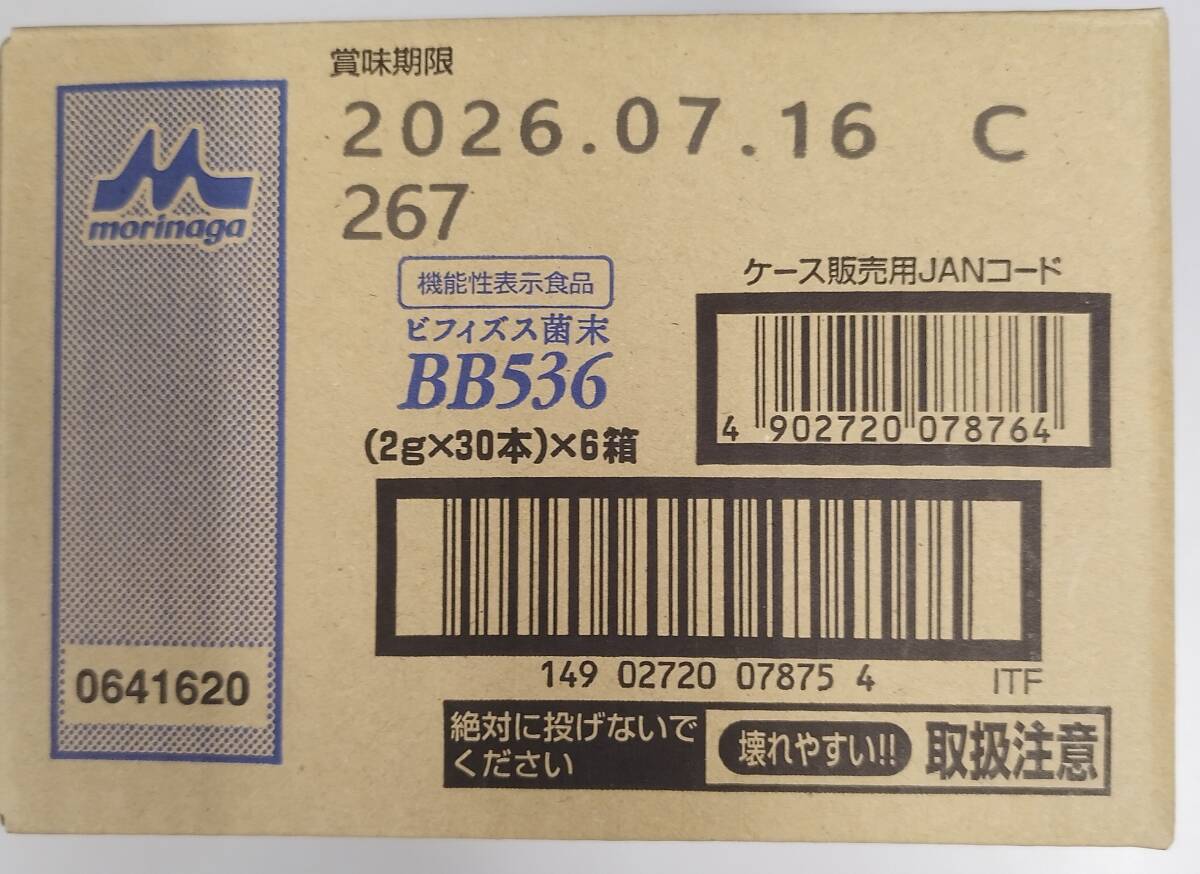 morinaga
0641620
賞味期限
2026.07.16 C
267
機能性表示食品
ビフィズス菌末
BB536
(2g×30本)×6箱
ケース販売用JANコード
4 902720 078764
149 02720 07875 4
ITF
絶対に投げないで
ください
壊れやすい!! 取扱注意